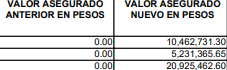 VALOR ASEGURADO VALOR ASEGURADO
ANTERIOR EN PESOS NUEVO EN PESOS
0.00 10,462,731.30
0.00 5,231,365.65
0.00 20,925,462.60